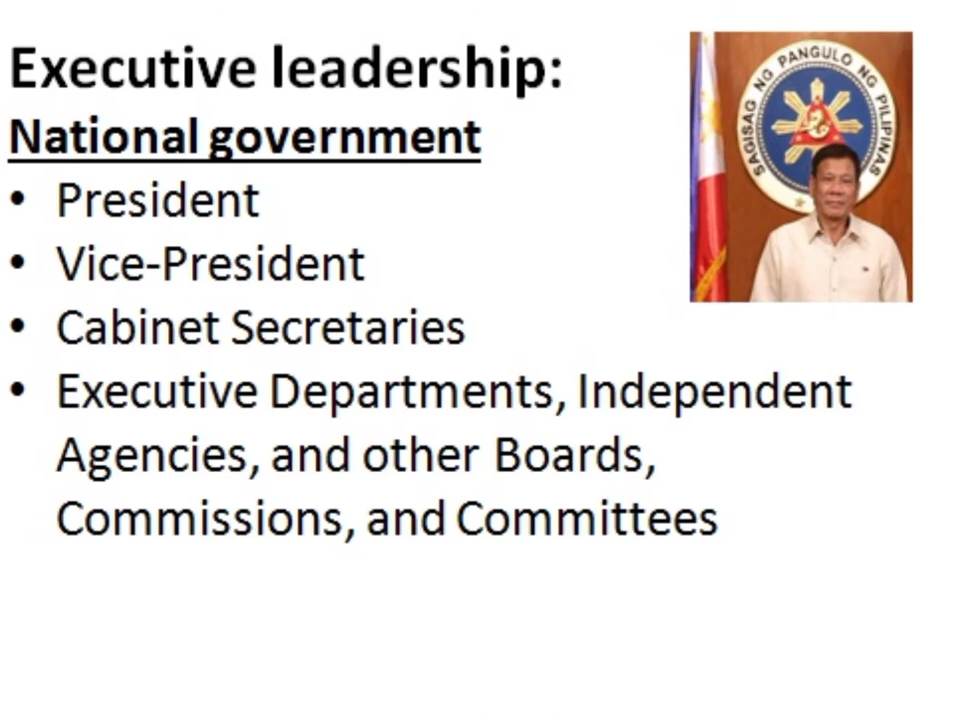 Executive leadership:
National government
• President
• Vice-President
• Cabinet Secretaries
• Executive Departments, Independent
Agencies, and other Boards,
Commissions, and Committees
SAGISAG NG PANGULO NG PILIPINAS